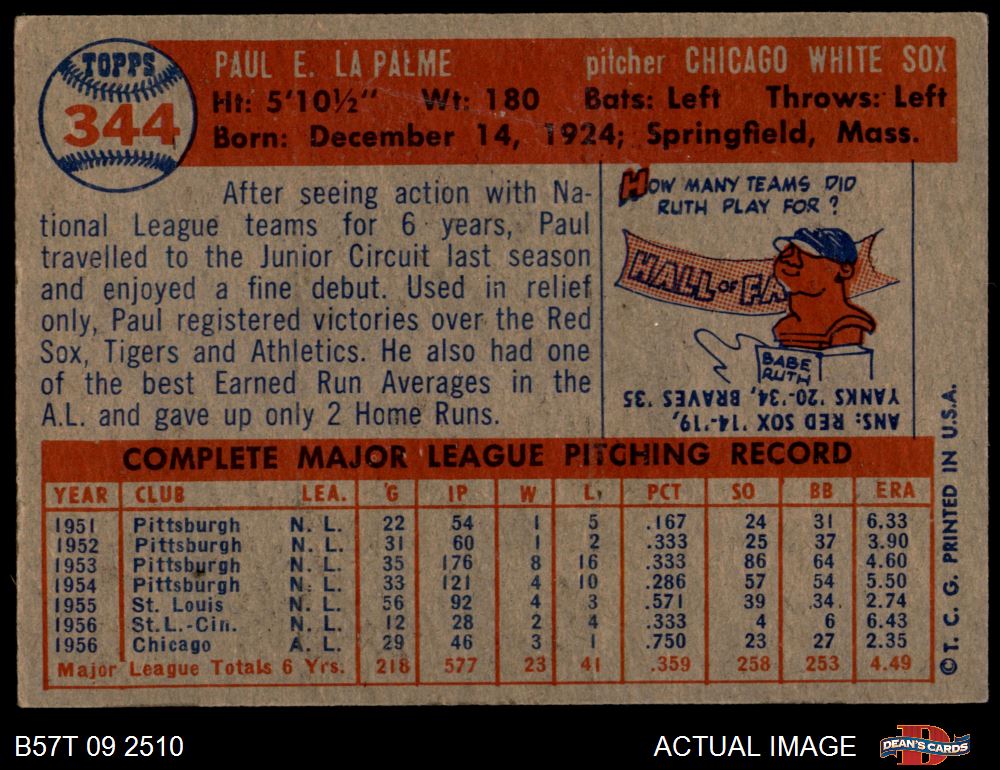 TOPPS
344
PAUL E. LA PALME pitcher CHICAGO WHITE SOX
Ht: 5'10½" Wt: 180 Bats: Left Throws: Left
Born: December 14, 1924; Springfield, Mass.
After seeing action with Na-
tional League teams for 6 years, Paul
travelled to the Junior Circuit last season
and enjoyed a fine debut. Used in relief
only, Paul registered victories over the Red
Sox, Tigers and Athletics. He also had one
of the best Earned Run Averages in the
A.L. and gave up only 2 Home Runs.
HOW MANY TEAMS DID
RUTH PLAY FOR?
HALL OF FA
BABE
RUTH
ANS: RED SOX '14-'19,
YANKS '20-'34, BRAVES '35
COMPLETE MAJOR LEAGUE PITCHING RECORD
YEAR CLUB LEA. G IP W L PCT SO BB ERA
1951 Pittsburgh N. L. 22 54 1 5 .167 24 31 6.33
1952 Pittsburgh N. L. 31 60 1 2 .333 25 37 3.90
1953 Pittsburgh N. L. 35 176 8 16 .333 86 64 4.60
1954 Pittsburgh N. L. 33 121 4 10 .286 57 54 5.50
1955 St. Louis N. L. 56 92 4 3 .571 39 34 2.74
1956 St.L.-Cin. N. L. 12 28 2 4 .333 4 6 6.43
1956 Chicago A. L. 29 46 3 1 .750 23 27 2.35
Major League Totals 6 Yrs. 218 577 23 41 .359 258 253 4.49
© T. C. G. PRINTED IN U.S.A.
B57T 09 2510
ACTUAL IMAGE
D
DEAN'S CARDS